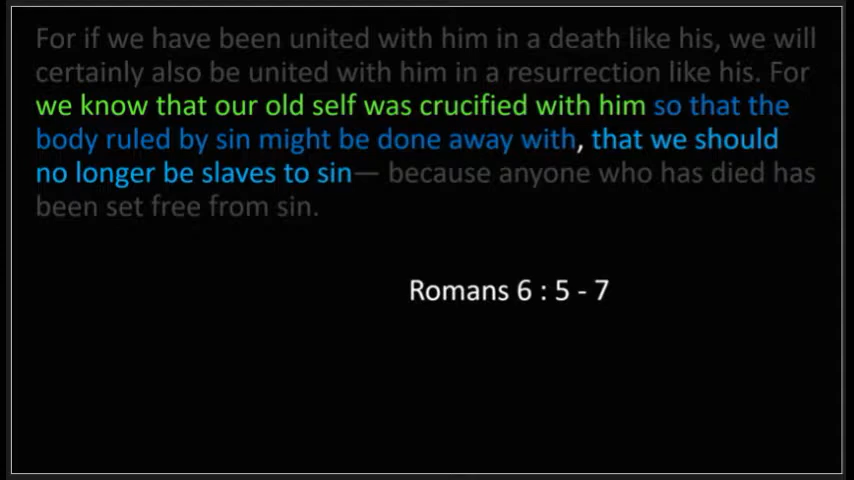 For if we have been united with him in a death like his, we will
certainly also be united with him in a resurrection like his. For
we know that our old self was crucified with him so that the
body ruled by sin might be done away with, that we should
no longer be slaves to sin— because anyone who has died has
been set free from sin.
Romans 6 : 5 - 7